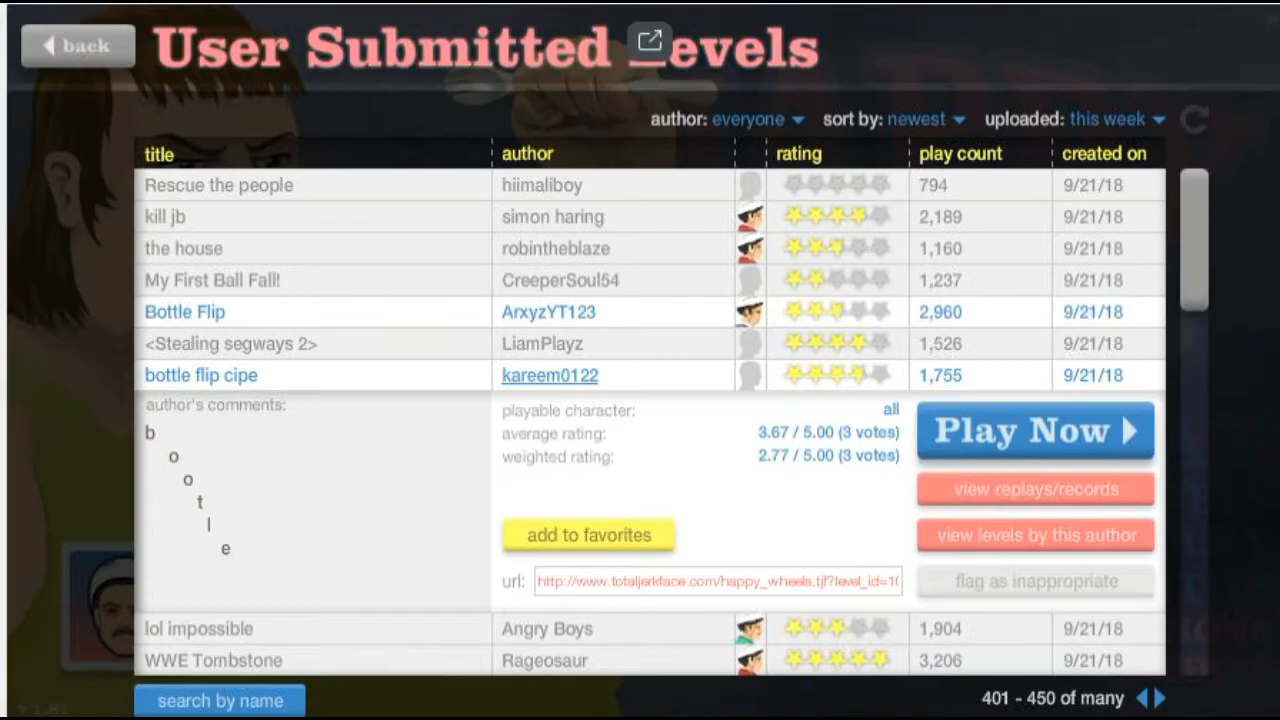 back
User Submitted Levels
author: everyone sort by: newest uploaded: this week
title author rating play count created on
Rescue the people hiimaliboy 794 9/21/18
kill jb simon haring 2,189 9/21/18
the house robintheblaze 1,160 9/21/18
My First Ball Fall! CreeperSoul54 1,237 9/21/18
Bottle Flip ArxyzYT123 2,960 9/21/18
<Stealing segways 2> LiamPlayz 1,526 9/21/18
bottle flip cipe kareem0122 1,755 9/21/18
author's comments:
b
o
o
t
l
e
playable character: all
average rating: 3.67 / 5.00 (3 votes)
weighted rating: 2.77 / 5.00 (3 votes)
add to favorites
url: http://www.totaljerkface.com/happy_wheels.tjf?level_id=1(
Play Now
view replays/records
view levels by this author
flag as inappropriate
lol impossible Angry Boys 1,904 9/21/18
WWE Tombstone Rageosaur 3,206 9/21/18
search by name
401 - 450 of many